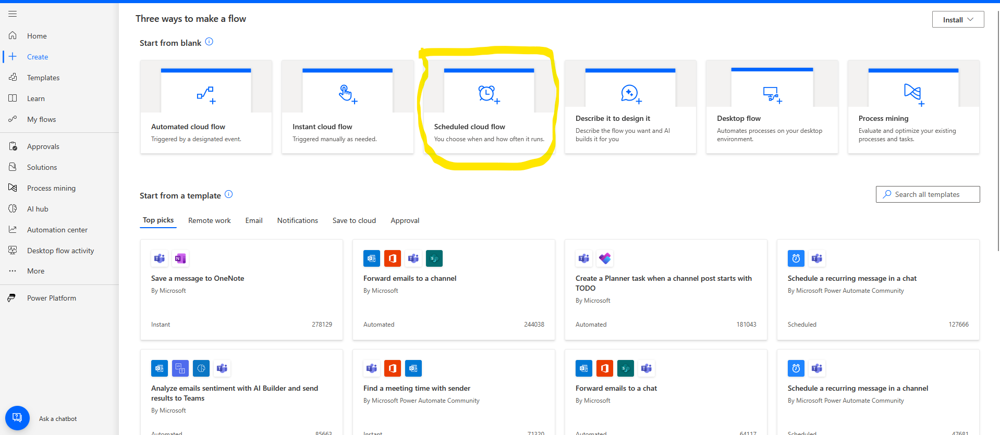 Three ways to make a flow
Install
Home
Create
Templates
Learn
My flows
Approvals
Solutions
Process mining
AI hub
Automation center
Desktop flow activity
More
Power Platform
Ask a chatbot
Start from blank
Automated cloud flow
Triggered by a designated event.
Instant cloud flow
Triggered manually as needed.
Scheduled cloud flow
You choose when and how often it runs.
Describe it to design it
Describe the flow you want and AI
builds it for you
Desktop flow
Automates processes on your desktop
environment.
Process mining
Evaluate and optimize your existing
processes and tasks.
Start from a template
Search all templates
Top picks
Remote work
Email
Notifications
Save to cloud
Approval
Save a message to OneNote
By Microsoft
Instant 278129
Forward emails to a channel
By Microsoft
Automated 244038
Create a Planner task when a channel post starts with
TODO
By Microsoft
Automated 181043
Schedule a recurring message in a chat
By Microsoft Power Automate Community
Scheduled 127666
Analyze emails sentiment with AI Builder and send
results to Teams
By Microsoft
Automated 85663
Find a meeting time with sender
By Microsoft Power Automate Community
Instant 71320
Forward emails to a chat
By Microsoft
Automated 64117
Schedule a recurring message in a channel
By Microsoft Power Automate Community
Scheduled 47681